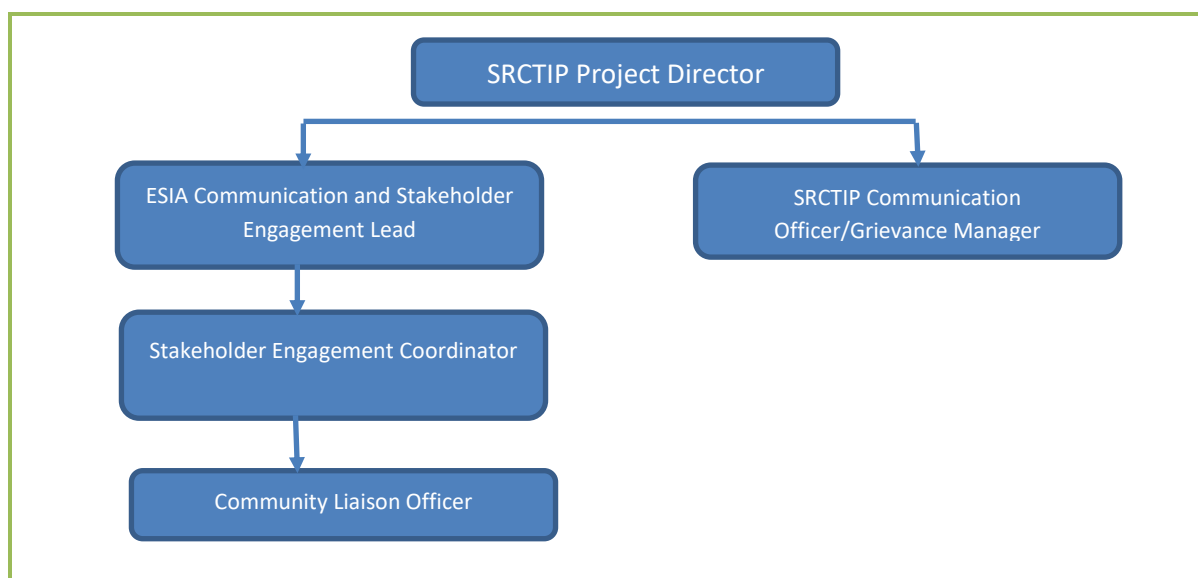 SRCTIP Project Director
ESIA Communication and Stakeholder
Engagement Lead
SRCTIP Communication
Officer/Grievance Manager
Stakeholder Engagement Coordinator
Community Liaison Officer